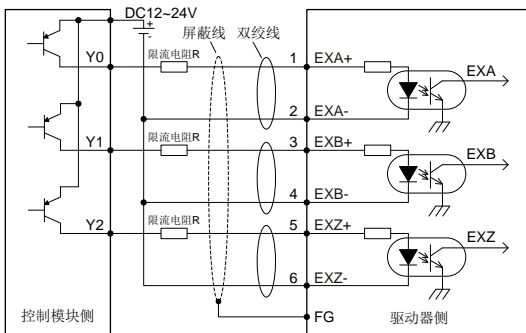 DC12~24V
+
-
屏蔽线
双绞线
Y0
限流电阻R
1
EXA+
EXA
2
EXA-
Y1
限流电阻R
3
EXB+
EXB
4
EXB-
Y2
限流电阻R
5
EXZ+
EXZ
6
EXZ-
控制模块侧
FG
驱动器侧